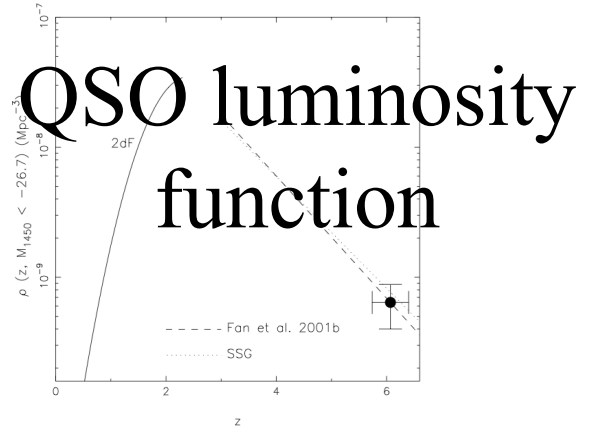 QSO luminosity
function
10⁻⁷
10⁻⁸
10⁻⁹
ρ (z, M₁₄₅₀ < −26.7) (Mpc⁻³)
2dF
Fan et al. 2001b
SSG
0 2 4 6
z